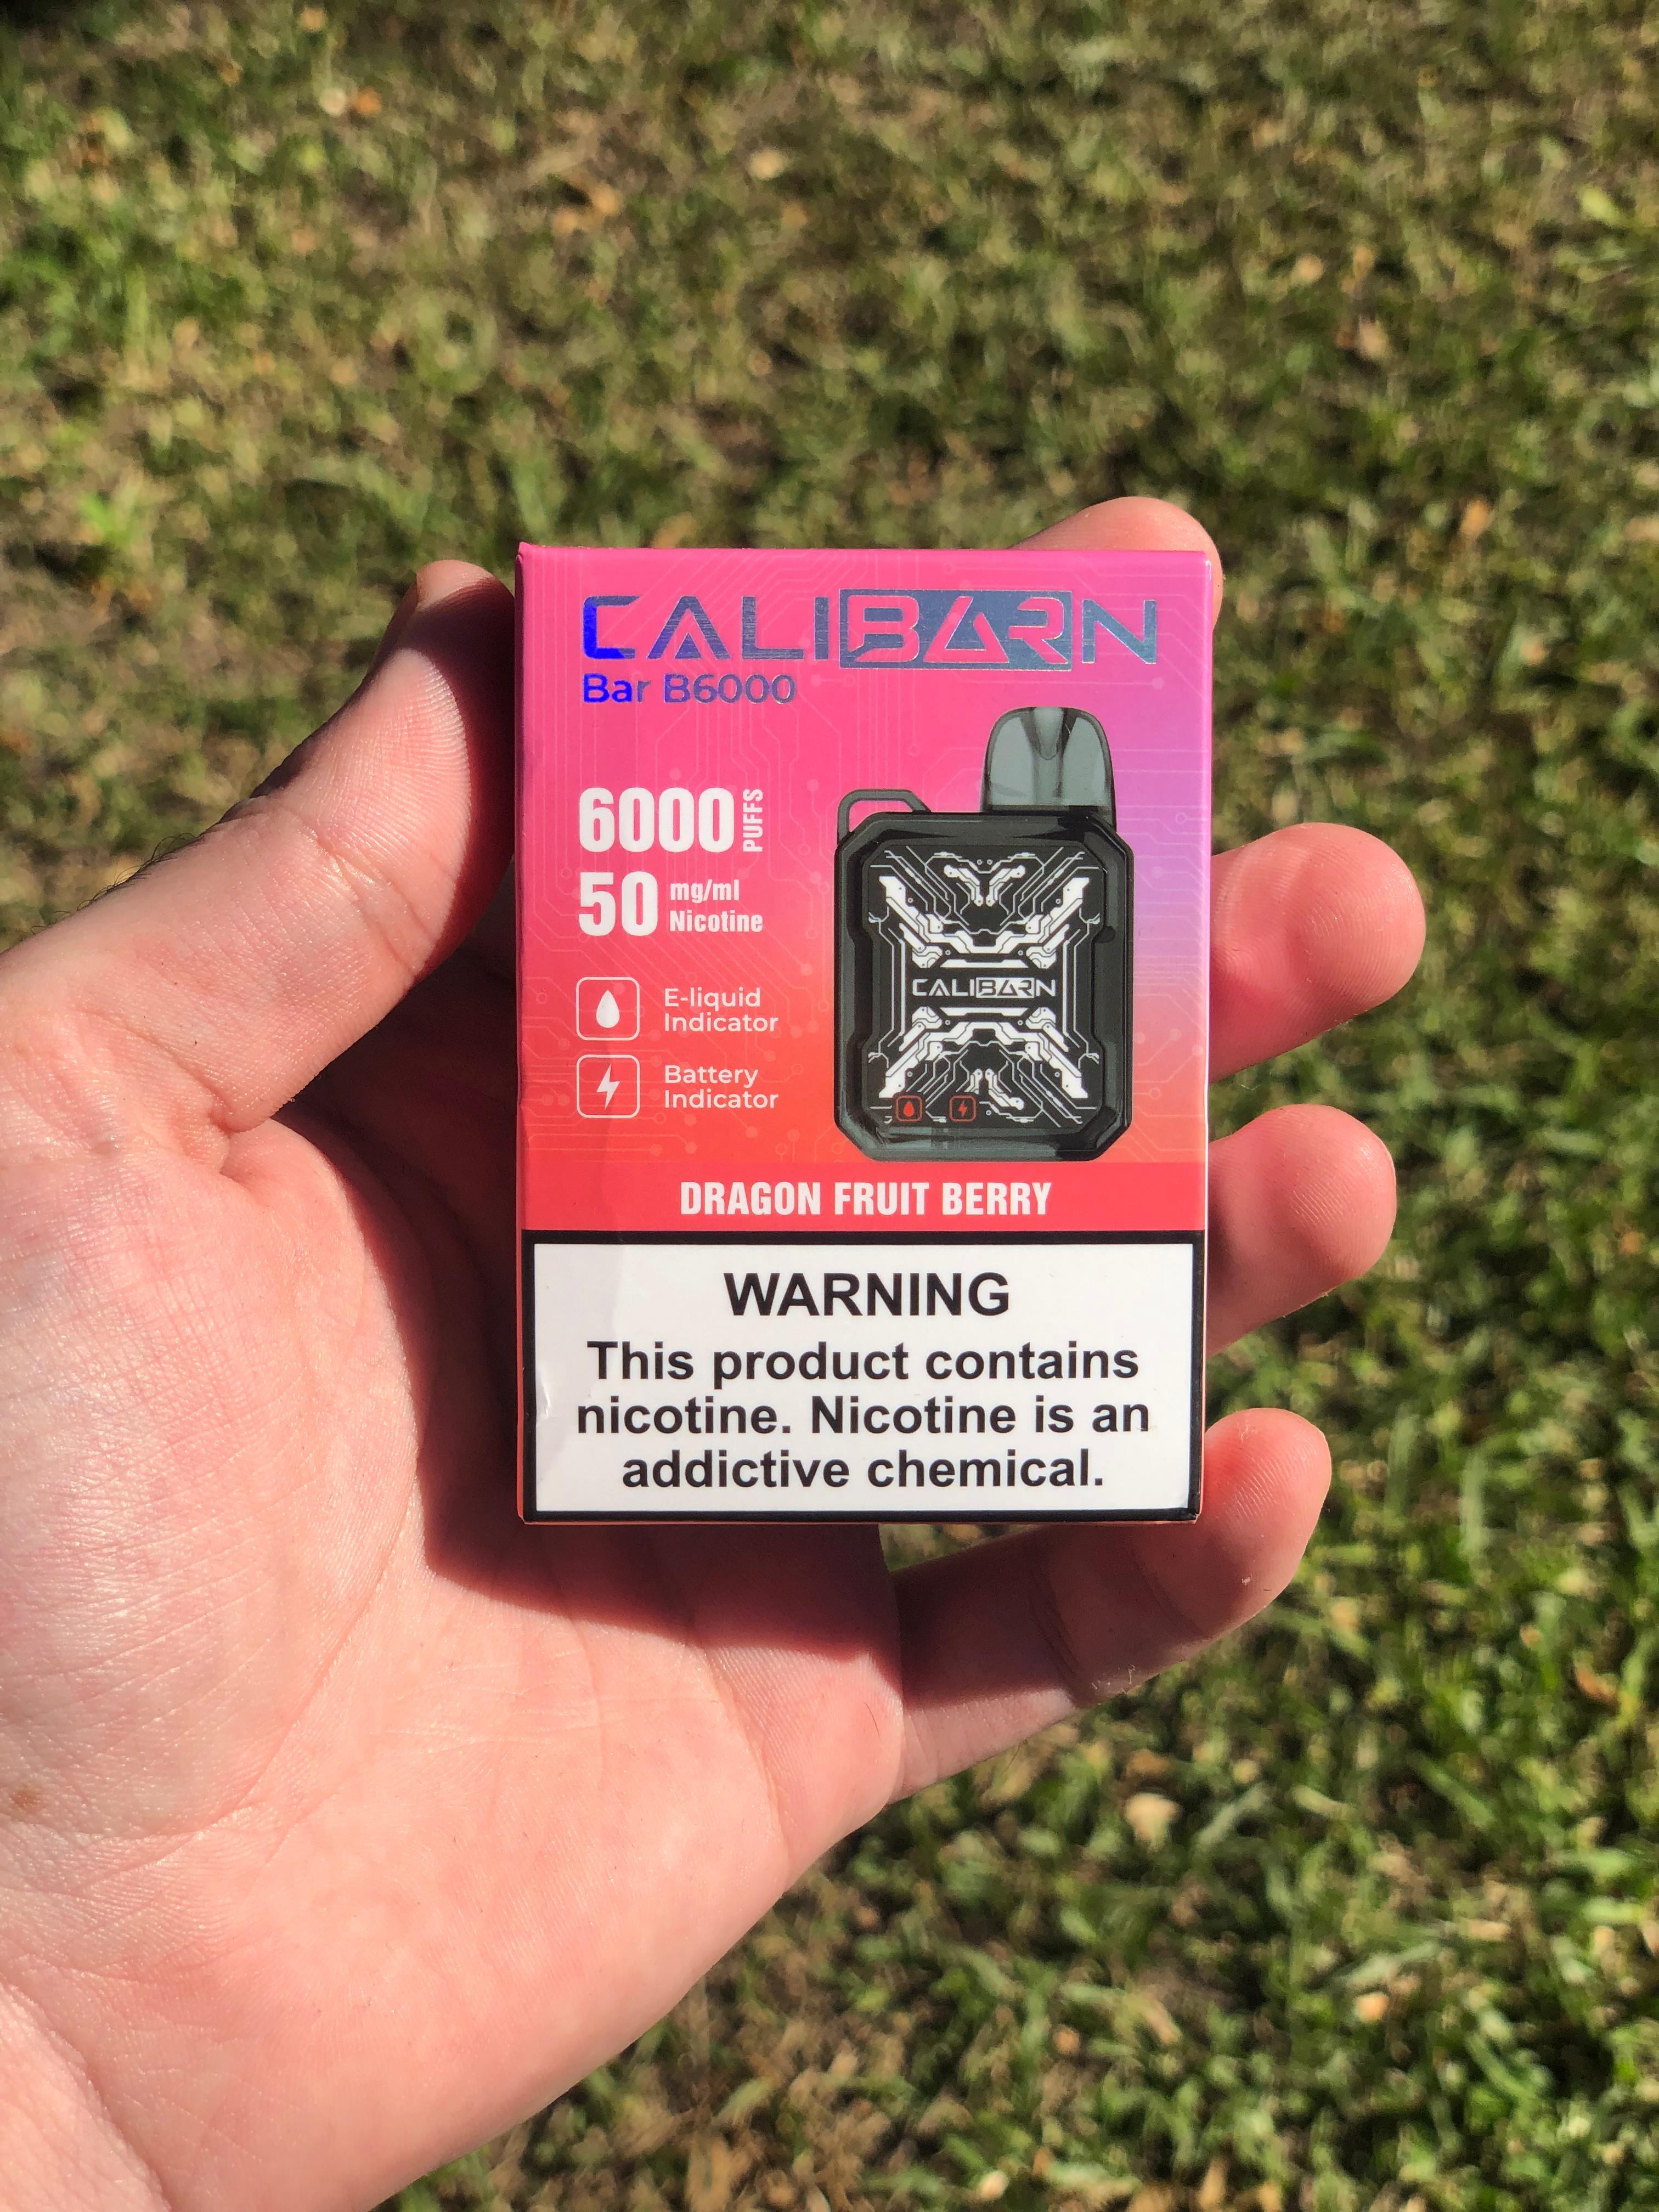 CALIBARN
Bar B6000
6000 PUFFS
50 mg/ml
Nicotine
E-liquid
Indicator
Battery
Indicator
CALIBARN
DRAGON FRUIT BERRY
WARNING
This product contains
nicotine. Nicotine is an
addictive chemical.